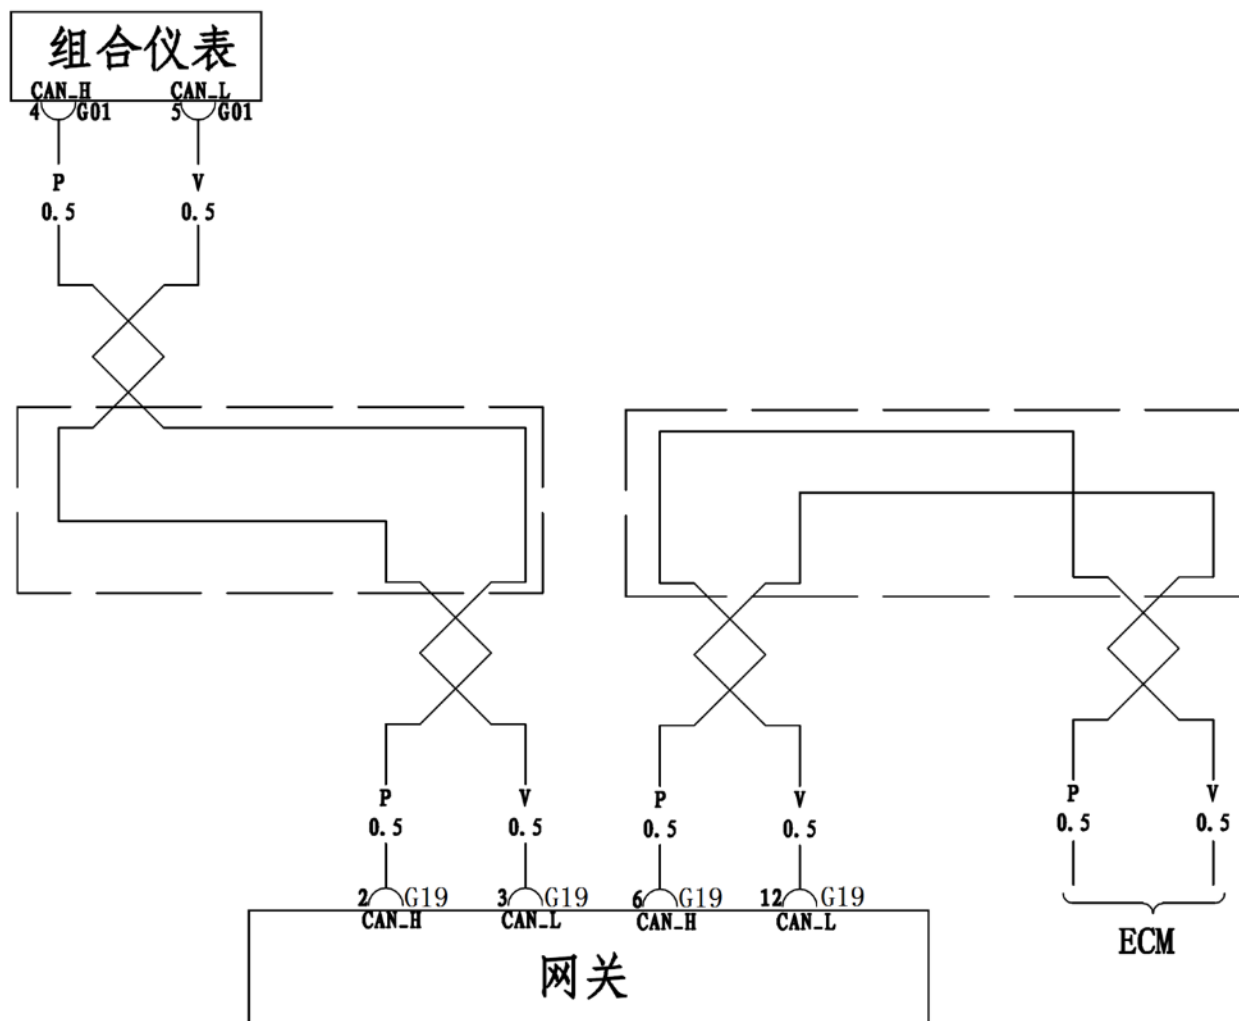 组合仪表
CAN_H CAN_L
4 G01 5 G01
P V
0.5 0.5
P V P V P V
0.5 0.5 0.5 0.5 0.5 0.5
2 G19 3 G19 6 G19 12 G19
CAN_H CAN_L CAN_H CAN_L
ECM
网关